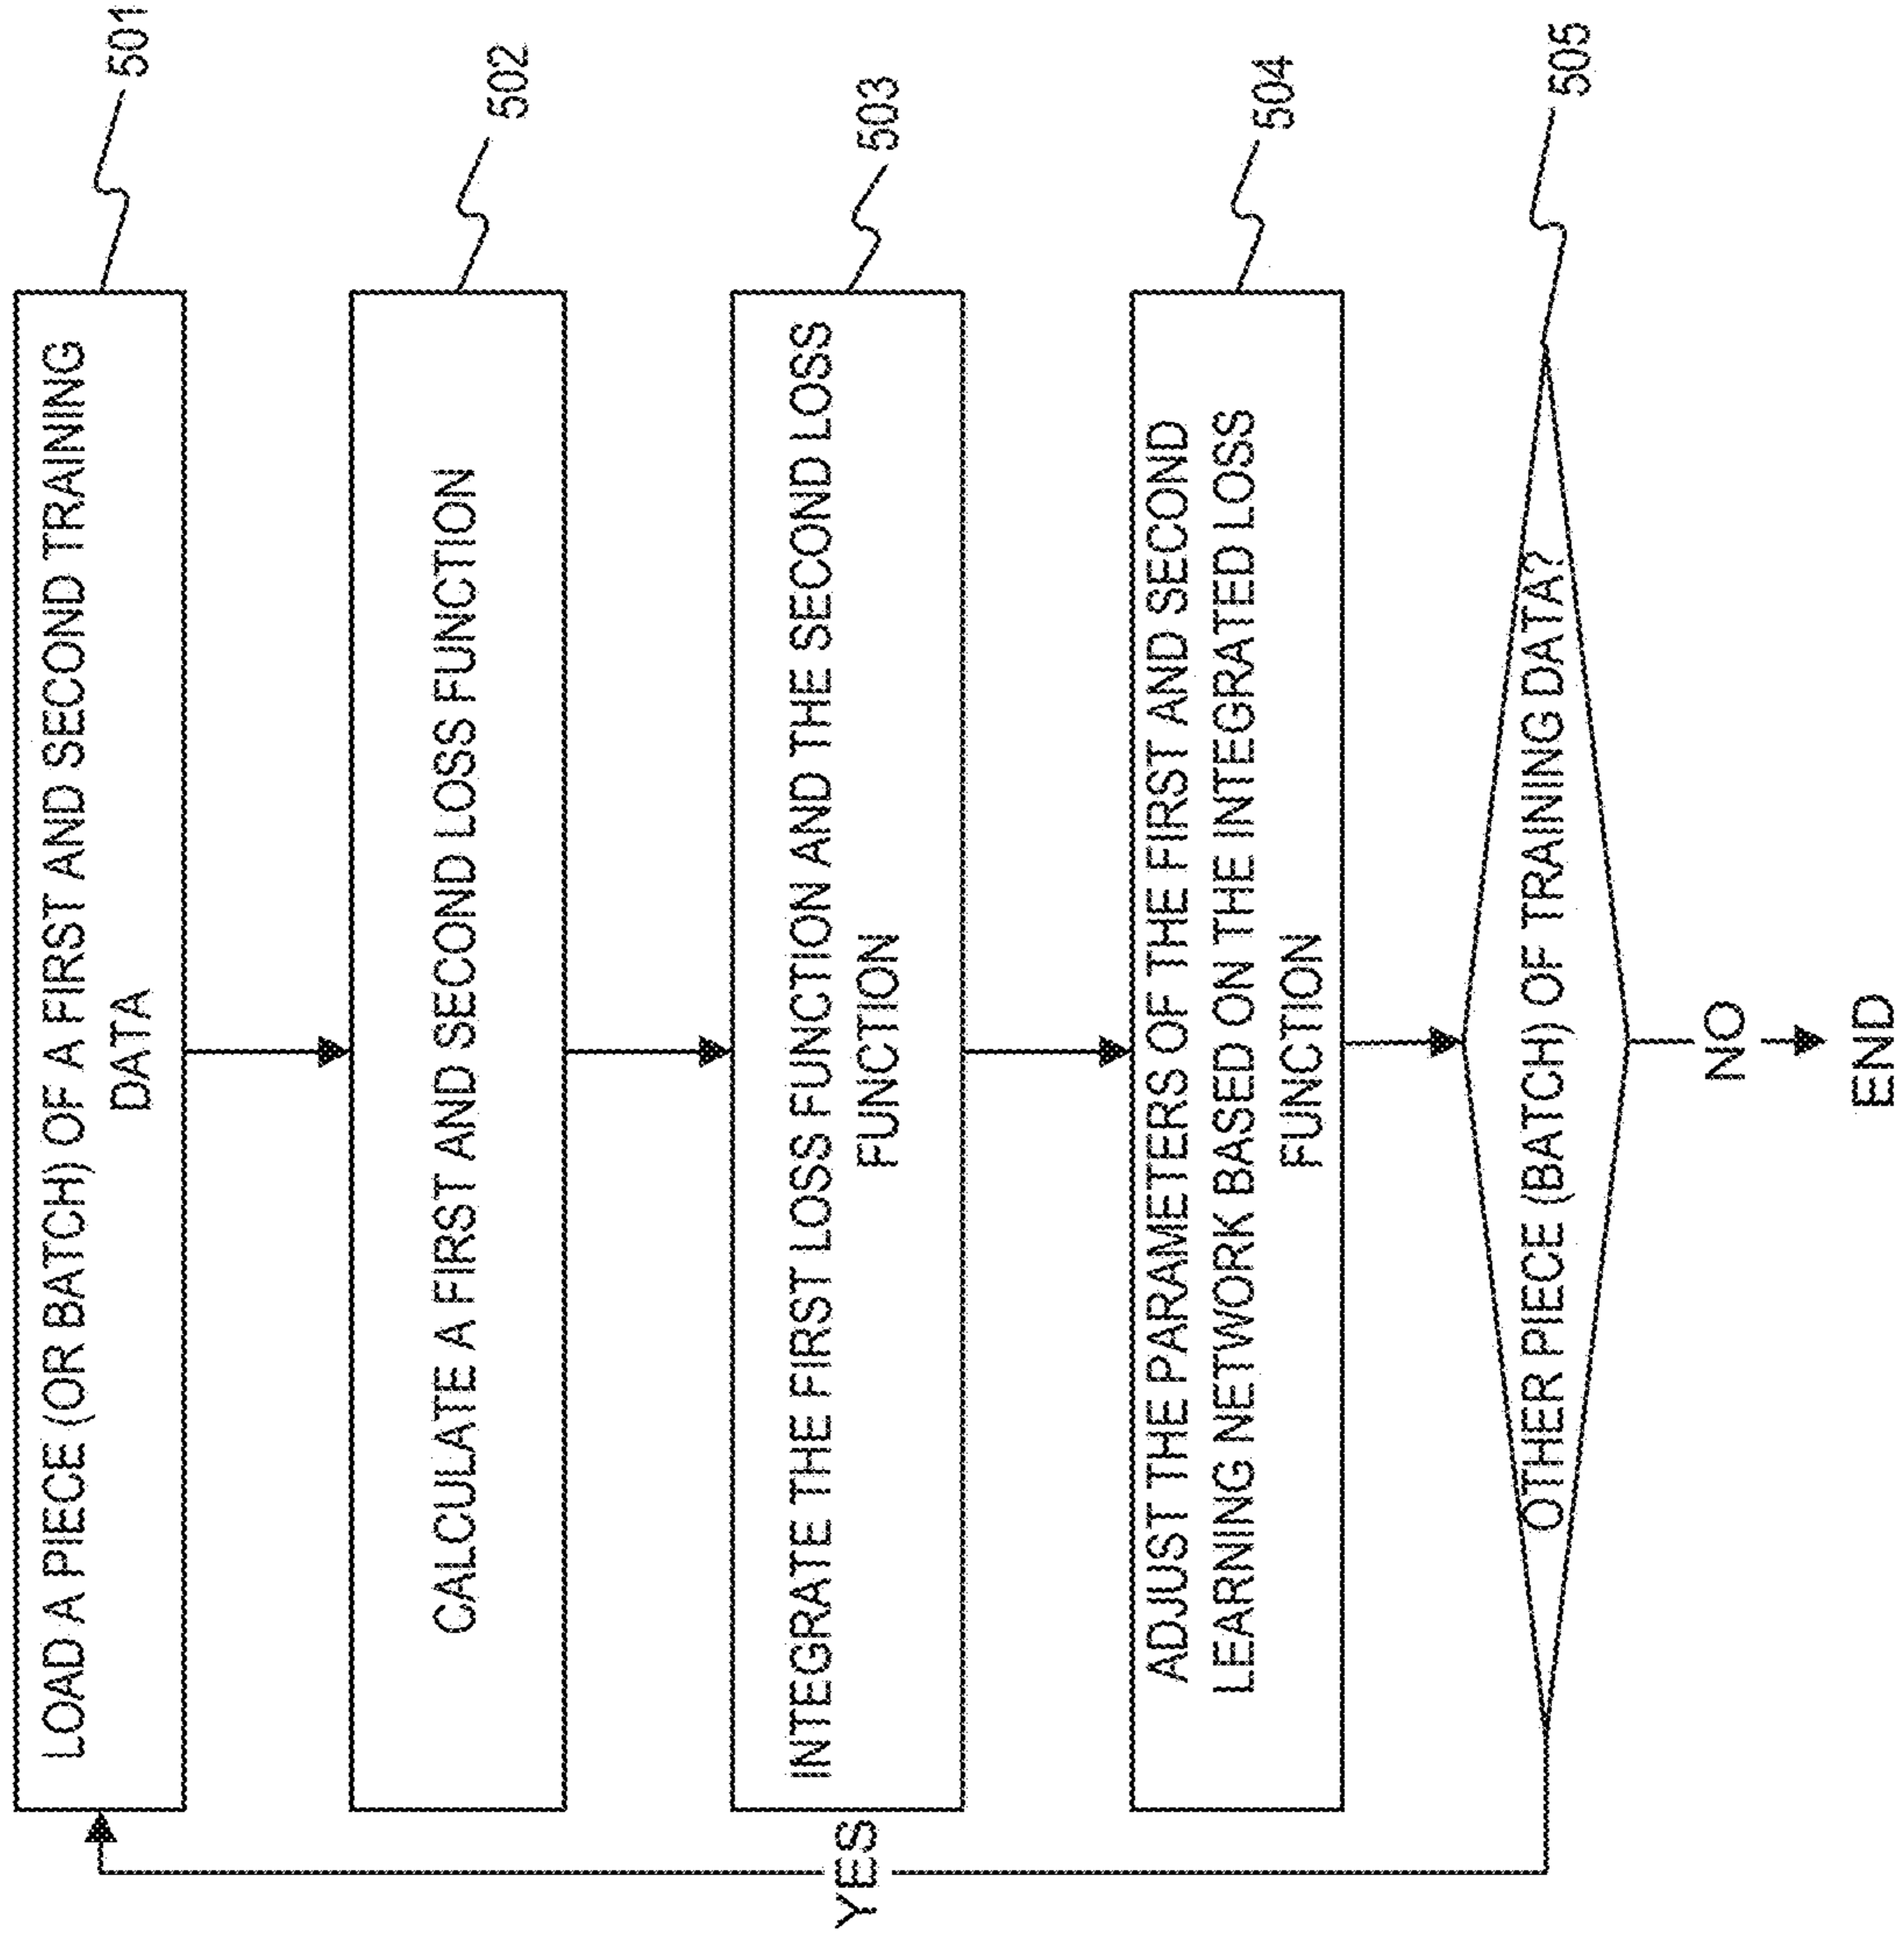 LOAD A PIECE (OR BATCH) OF A FIRST AND SECOND TRAINING
DATA
501
CALCULATE A FIRST AND SECOND LOSS FUNCTION
502
INTEGRATE THE FIRST LOSS FUNCTION AND THE SECOND LOSS
FUNCTION
503
YES
ADJUST THE PARAMETERS OF THE FIRST AND SECOND
LEARNING NETWORK BASED ON THE INTEGRATED LOSS
FUNCTION
504
OTHER PIECE (BATCH) OF TRAINING DATA?
505
NO
END